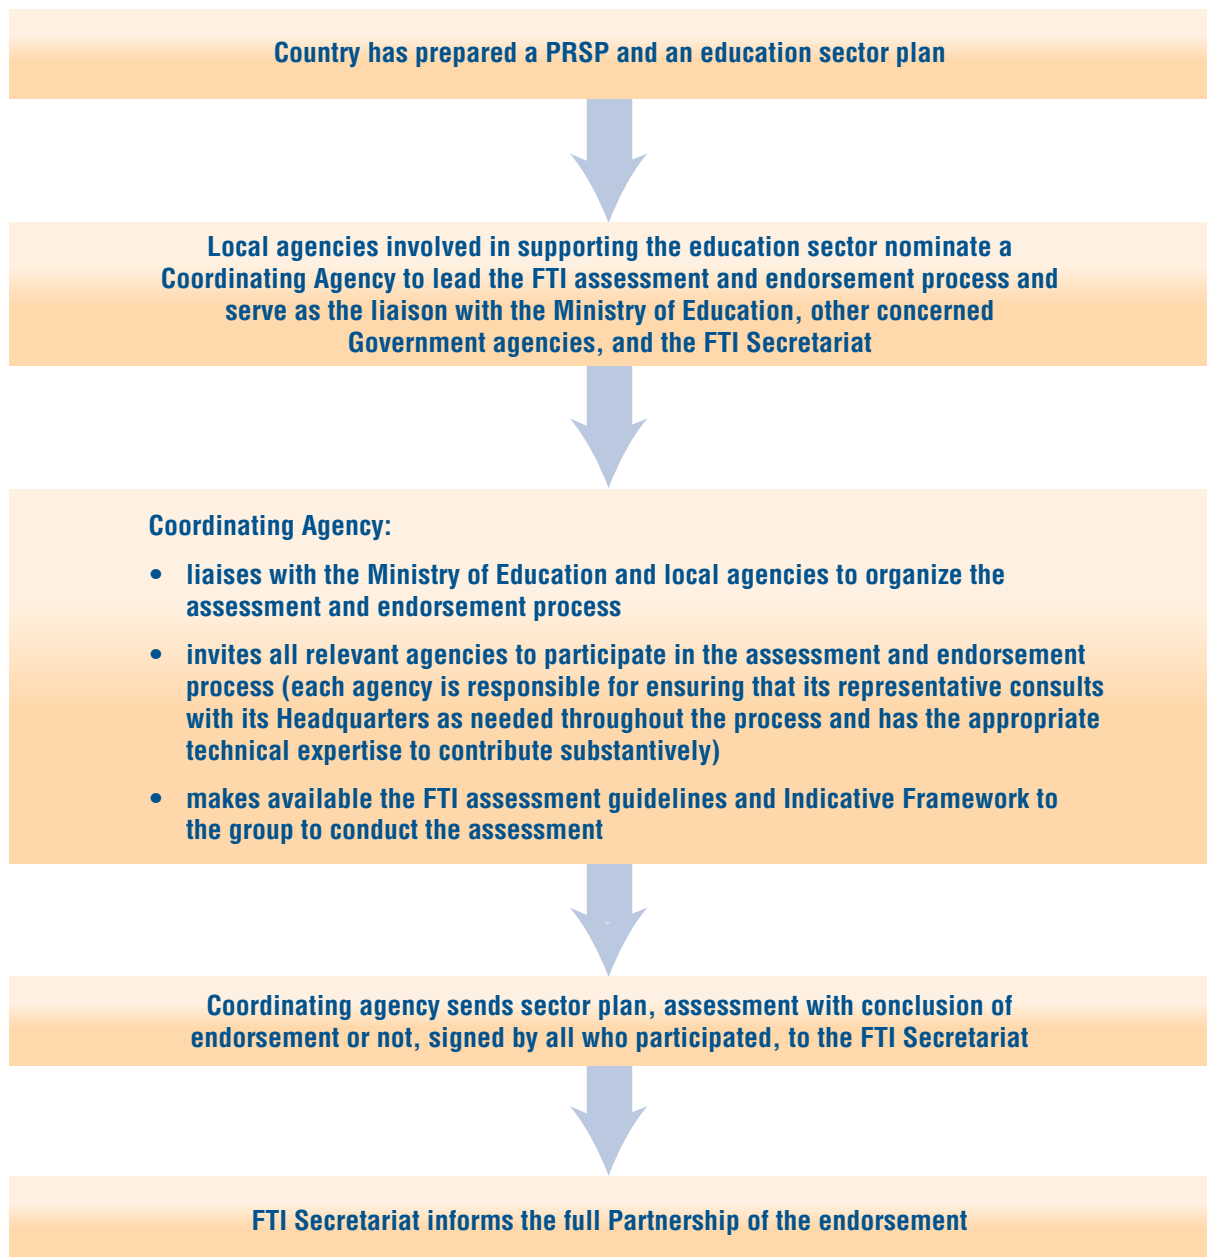 Country has prepared a PRSP and an education sector plan
Local agencies involved in supporting the education sector nominate a
Coordinating Agency to lead the FTI assessment and endorsement process and
serve as the liaison with the Ministry of Education, other concerned
Government agencies, and the FTI Secretariat
Coordinating Agency:
• liaises with the Ministry of Education and local agencies to organize the
assessment and endorsement process
• invites all relevant agencies to participate in the assessment and endorsement
process (each agency is responsible for ensuring that its representative consults
with its Headquarters as needed throughout the process and has the appropriate
technical expertise to contribute substantively)
• makes available the FTI assessment guidelines and Indicative Framework to
the group to conduct the assessment
Coordinating agency sends sector plan, assessment with conclusion of
endorsement or not, signed by all who participated, to the FTI Secretariat
FTI Secretariat informs the full Partnership of the endorsement